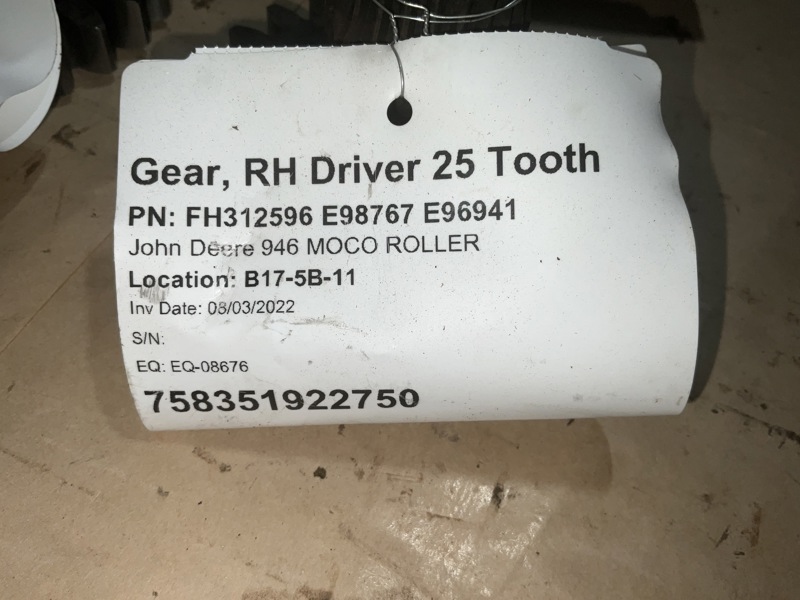 Gear, RH Driver 25 Tooth
PN: FH312596 E98767 E96941
John Deere 946 MOCO ROLLER
Location: B17-5B-11
Inv Date: 03/03/2022
S/N:
EQ: EQ-08676
758351922750